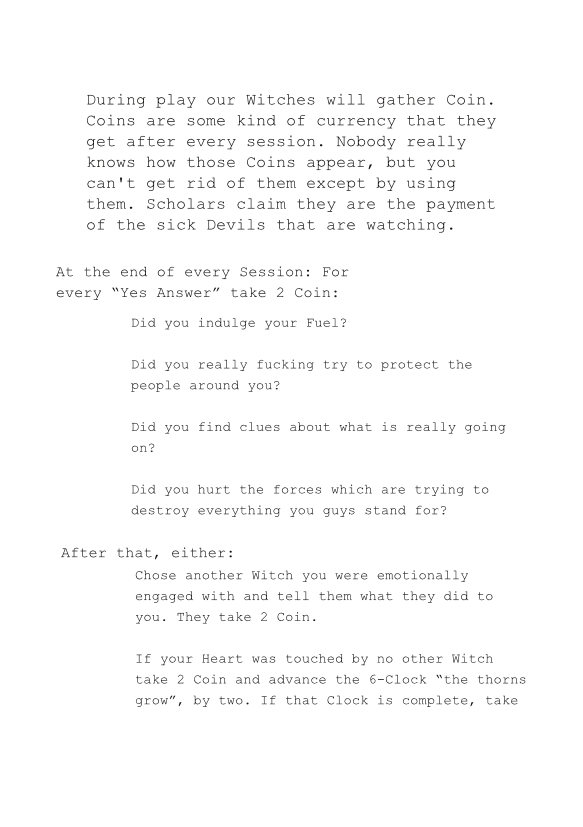 During play our Witches will gather Coin.
Coins are some kind of currency that they
get after every session. Nobody really
knows how those Coins appear, but you
can't get rid of them except by using
them. Scholars claim they are the payment
of the sick Devils that are watching.
At the end of every Session: For
every “Yes Answer” take 2 Coin:
Did you indulge your Fuel?
Did you really fucking try to protect the
people around you?
Did you find clues about what is really going
on?
Did you hurt the forces which are trying to
destroy everything you guys stand for?
After that, either:
Chose another Witch you were emotionally
engaged with and tell them what they did to
you. They take 2 Coin.
If your Heart was touched by no other Witch
take 2 Coin and advance the 6-Clock “the thorns
grow”, by two. If that Clock is complete, take